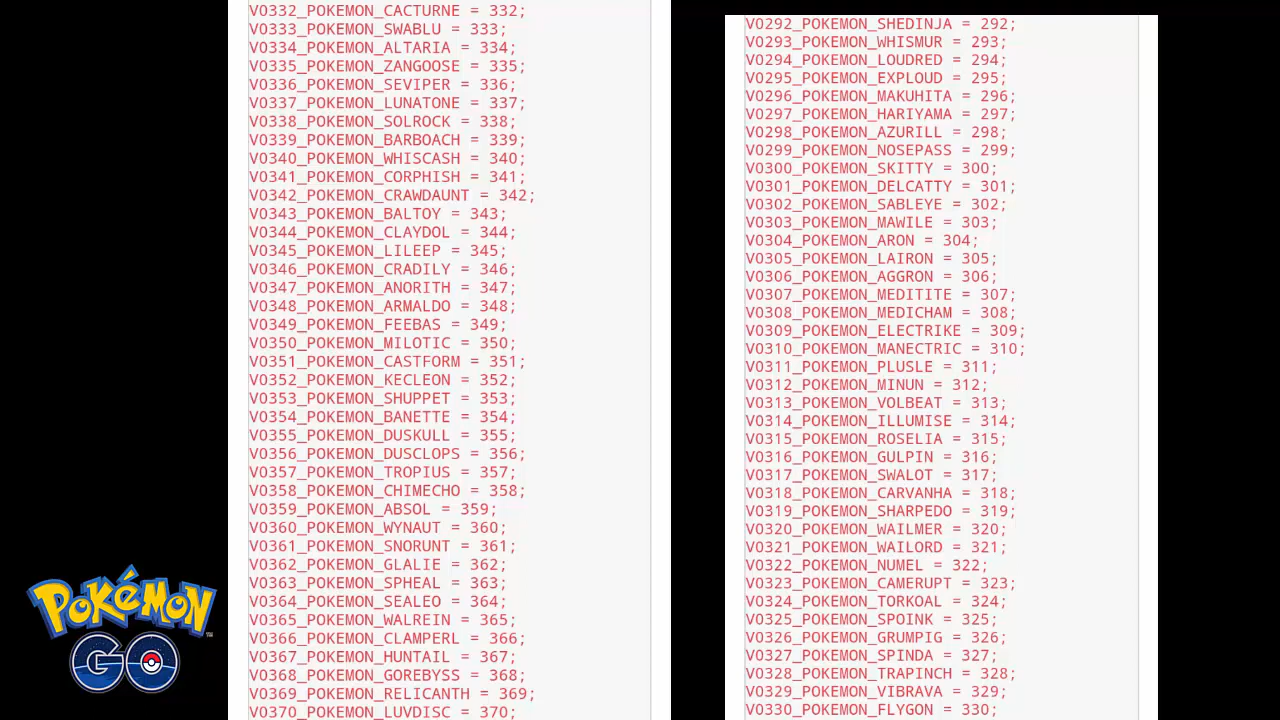 V0332_POKEMON_CACTURNE = 332;
V0333_POKEMON_SWABLU = 333;
V0334_POKEMON_ALTARIA = 334;
V0335_POKEMON_ZANGOOSE = 335;
V0336_POKEMON_SEVIPER = 336;
V0337_POKEMON_LUNATONE = 337;
V0338_POKEMON_SOLROCK = 338;
V0339_POKEMON_BARBOACH = 339;
V0340_POKEMON_WHISCASH = 340;
V0341_POKEMON_CORPHISH = 341;
V0342_POKEMON_CRAWDAUNT = 342;
V0343_POKEMON_BALTOY = 343;
V0344_POKEMON_CLAYDOL = 344;
V0345_POKEMON_LILEEP = 345;
V0346_POKEMON_CRADILY = 346;
V0347_POKEMON_ANORITH = 347;
V0348_POKEMON_ARMALDO = 348;
V0349_POKEMON_FEEBAS = 349;
V0350_POKEMON_MILOTIC = 350;
V0351_POKEMON_CASTFORM = 351;
V0352_POKEMON_KECLEON = 352;
V0353_POKEMON_SHUPPET = 353;
V0354_POKEMON_BANETTE = 354;
V0355_POKEMON_DUSKULL = 355;
V0356_POKEMON_DUSCLOPS = 356;
V0357_POKEMON_TROPIUS = 357;
V0358_POKEMON_CHIMECHO = 358;
V0359_POKEMON_ABSOL = 359;
V0360_POKEMON_WYNAUT = 360;
V0361_POKEMON_SNORUNT = 361;
V0362_POKEMON_GLALIE = 362;
V0363_POKEMON_SPHEAL = 363;
V0364_POKEMON_SEALEO = 364;
V0365_POKEMON_WALREIN = 365;
V0366_POKEMON_CLAMPERL = 366;
V0367_POKEMON_HUNTAIL = 367;
V0368_POKEMON_GOREBYSS = 368;
V0369_POKEMON_RELICANTH = 369;
V0370_POKEMON_LUVDISC = 370;
V0292_POKEMON_SHEDINJA = 292;
V0293_POKEMON_WHISMUR = 293;
V0294_POKEMON_LOUDRED = 294;
V0295_POKEMON_EXPLOUD = 295;
V0296_POKEMON_MAKUHITA = 296;
V0297_POKEMON_HARIYAMA = 297;
V0298_POKEMON_AZURILL = 298;
V0299_POKEMON_NOSEPASS = 299;
V0300_POKEMON_SKITTY = 300;
V0301_POKEMON_DELCATTY = 301;
V0302_POKEMON_SABLEYE = 302;
V0303_POKEMON_MAWILE = 303;
V0304_POKEMON_ARON = 304;
V0305_POKEMON_LAIRON = 305;
V0306_POKEMON_AGGRON = 306;
V0307_POKEMON_MEDITITE = 307;
V0308_POKEMON_MEDICHAM = 308;
V0309_POKEMON_ELECTRIKE = 309;
V0310_POKEMON_MANECTRIC = 310;
V0311_POKEMON_PLUSLE = 311;
V0312_POKEMON_MINUN = 312;
V0313_POKEMON_VOLBEAT = 313;
V0314_POKEMON_ILLUMISE = 314;
V0315_POKEMON_ROSELIA = 315;
V0316_POKEMON_GULPIN = 316;
V0317_POKEMON_SWALOT = 317;
V0318_POKEMON_CARVANHA = 318;
V0319_POKEMON_SHARPEDO = 319;
V0320_POKEMON_WAILMER = 320;
V0321_POKEMON_WAILORD = 321;
V0322_POKEMON_NUMEL = 322;
V0323_POKEMON_CAMERUPT = 323;
V0324_POKEMON_TORKOAL = 324;
V0325_POKEMON_SPOINK = 325;
V0326_POKEMON_GRUMPIG = 326;
V0327_POKEMON_SPINDA = 327;
V0328_POKEMON_TRAPINCH = 328;
V0329_POKEMON_VIBRAVA = 329;
V0330_POKEMON_FLYGON = 330;
POKéMON™
GO